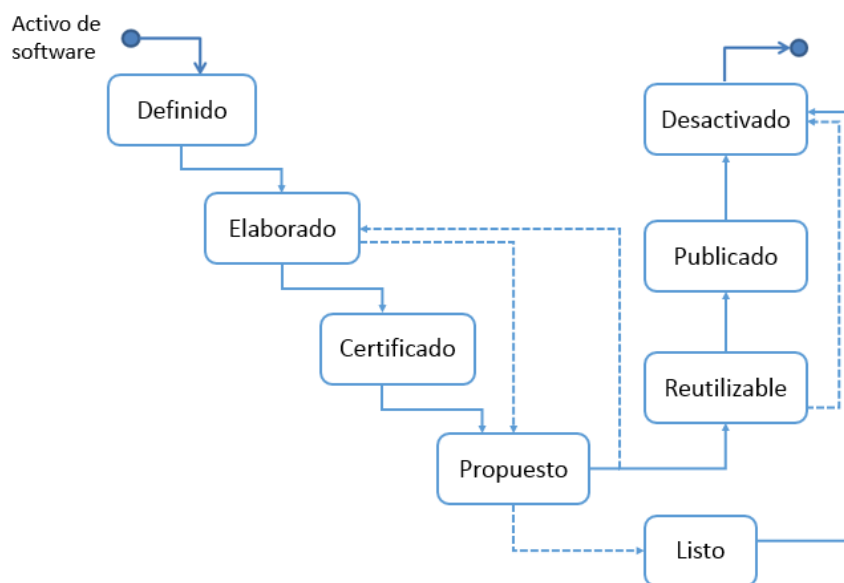 Activo de
software
Definido
Desactivado
Elaborado
Publicado
Certificado
Reutilizable
Propuesto
Listo